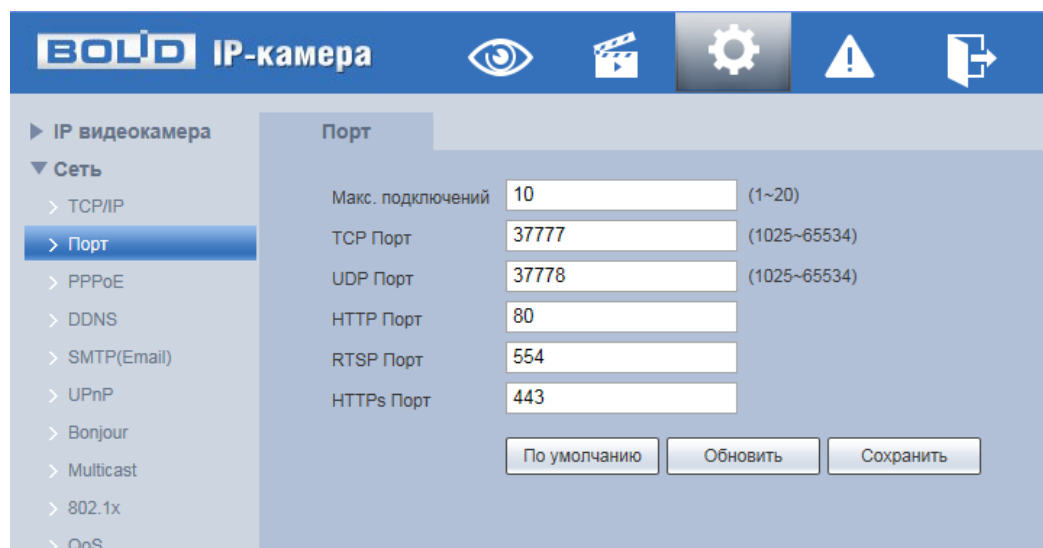 BOLID IP-камера
IP видеокамера
Сеть
TCP/IP
Порт
PPPoE
DDNS
SMTP(Email)
UPnP
Bonjour
Multicast
802.1x
QoS
Порт
Макс. подключений 10 (1~20)
TCP Порт 37777 (1025~65534)
UDP Порт 37778 (1025~65534)
HTTP Порт 80
RTSP Порт 554
HTTPs Порт 443
По умолчанию Обновить Сохранить